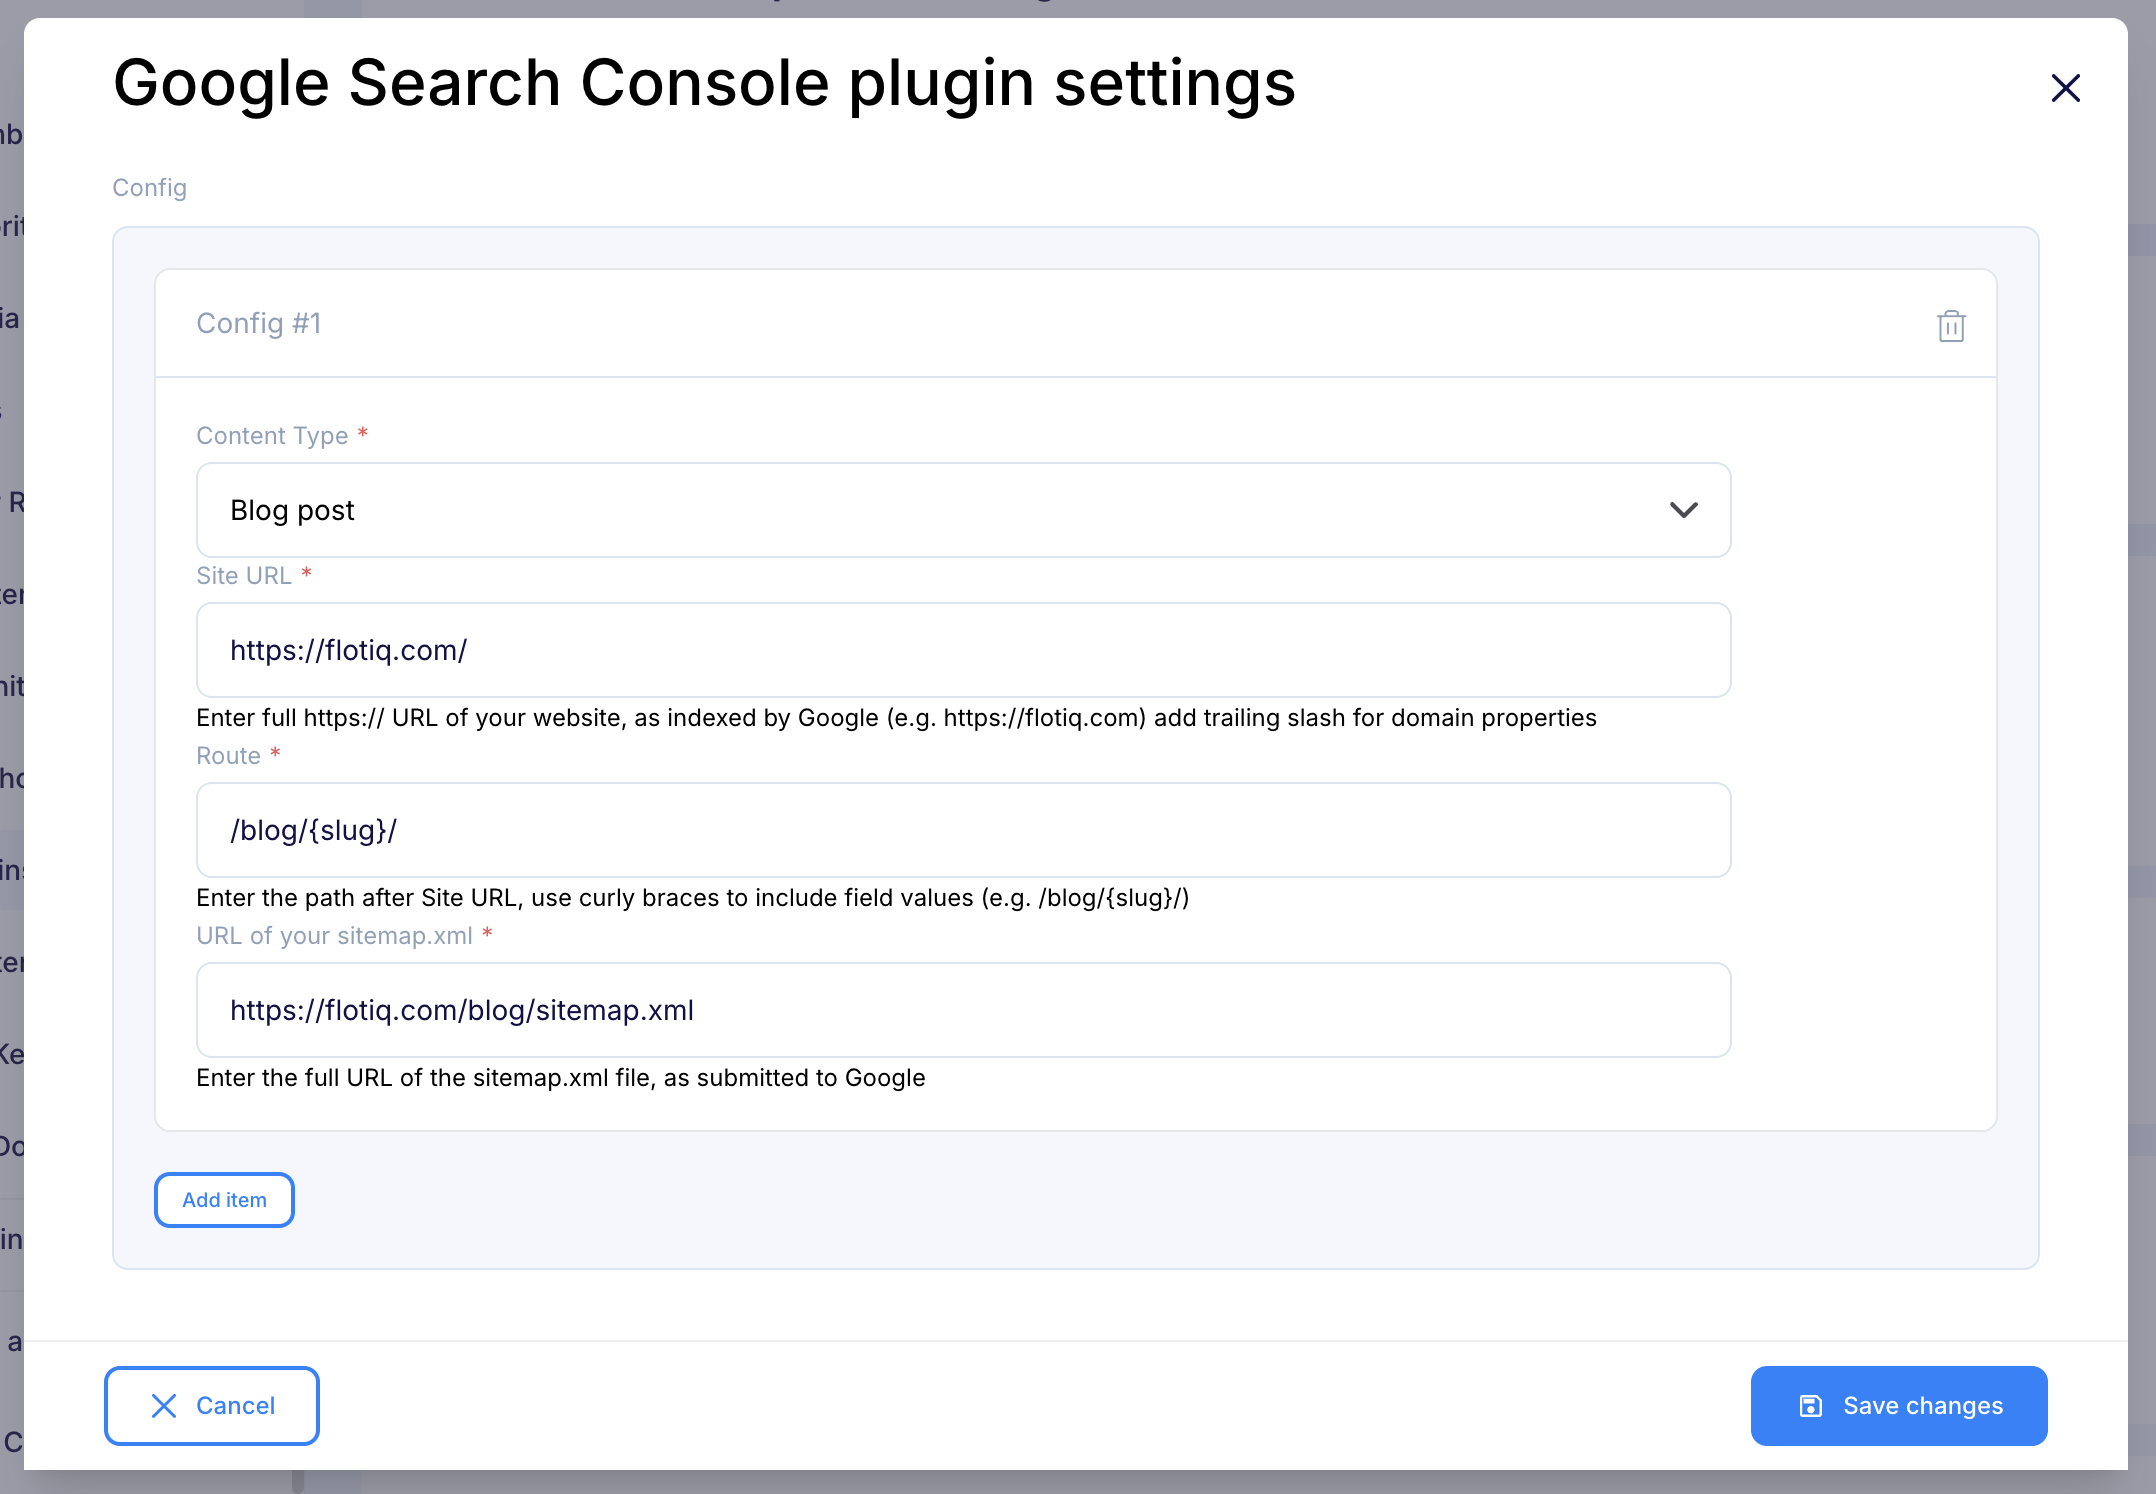 Google Search Console plugin settings
Config
Config #1
Content Type *
Blog post
Site URL *
https://flotiq.com/
Enter full https:// URL of your website, as indexed by Google (e.g. https://flotiq.com) add trailing slash for domain properties
Route *
/blog/{slug}/
Enter the path after Site URL, use curly braces to include field values (e.g. /blog/{slug}/)
URL of your sitemap.xml *
https://flotiq.com/blog/sitemap.xml
Enter the full URL of the sitemap.xml file, as submitted to Google
Add item
Cancel
Save changes